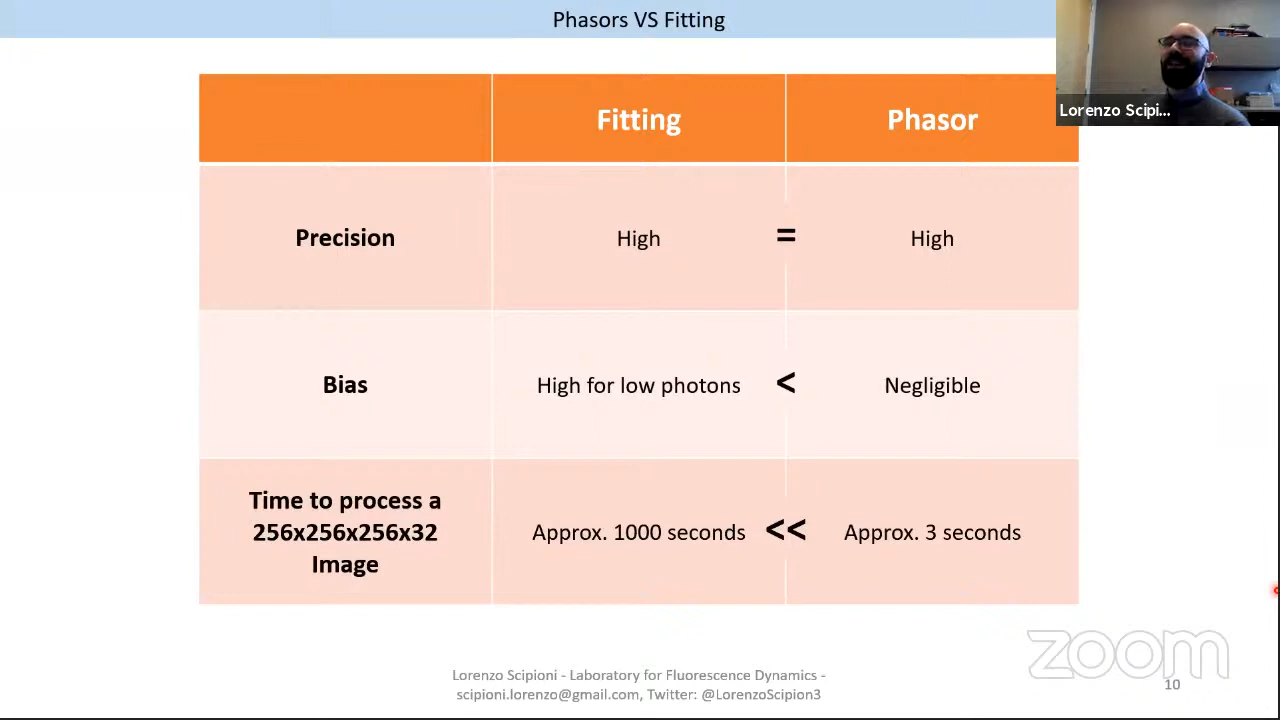 Phasors VS Fitting
Lorenzo Scipi...
Fitting
Phasor
Precision
High
=
High
Bias
High for low photons
<
Negligible
Time to process a
256x256x256x32
Image
Approx. 1000 seconds
<<
Approx. 3 seconds
zoom
Lorenzo Scipioni - Laboratory for Fluorescence Dynamics -
scipioni.lorenzo@gmail.com, Twitter: @LorenzoScipion3
10